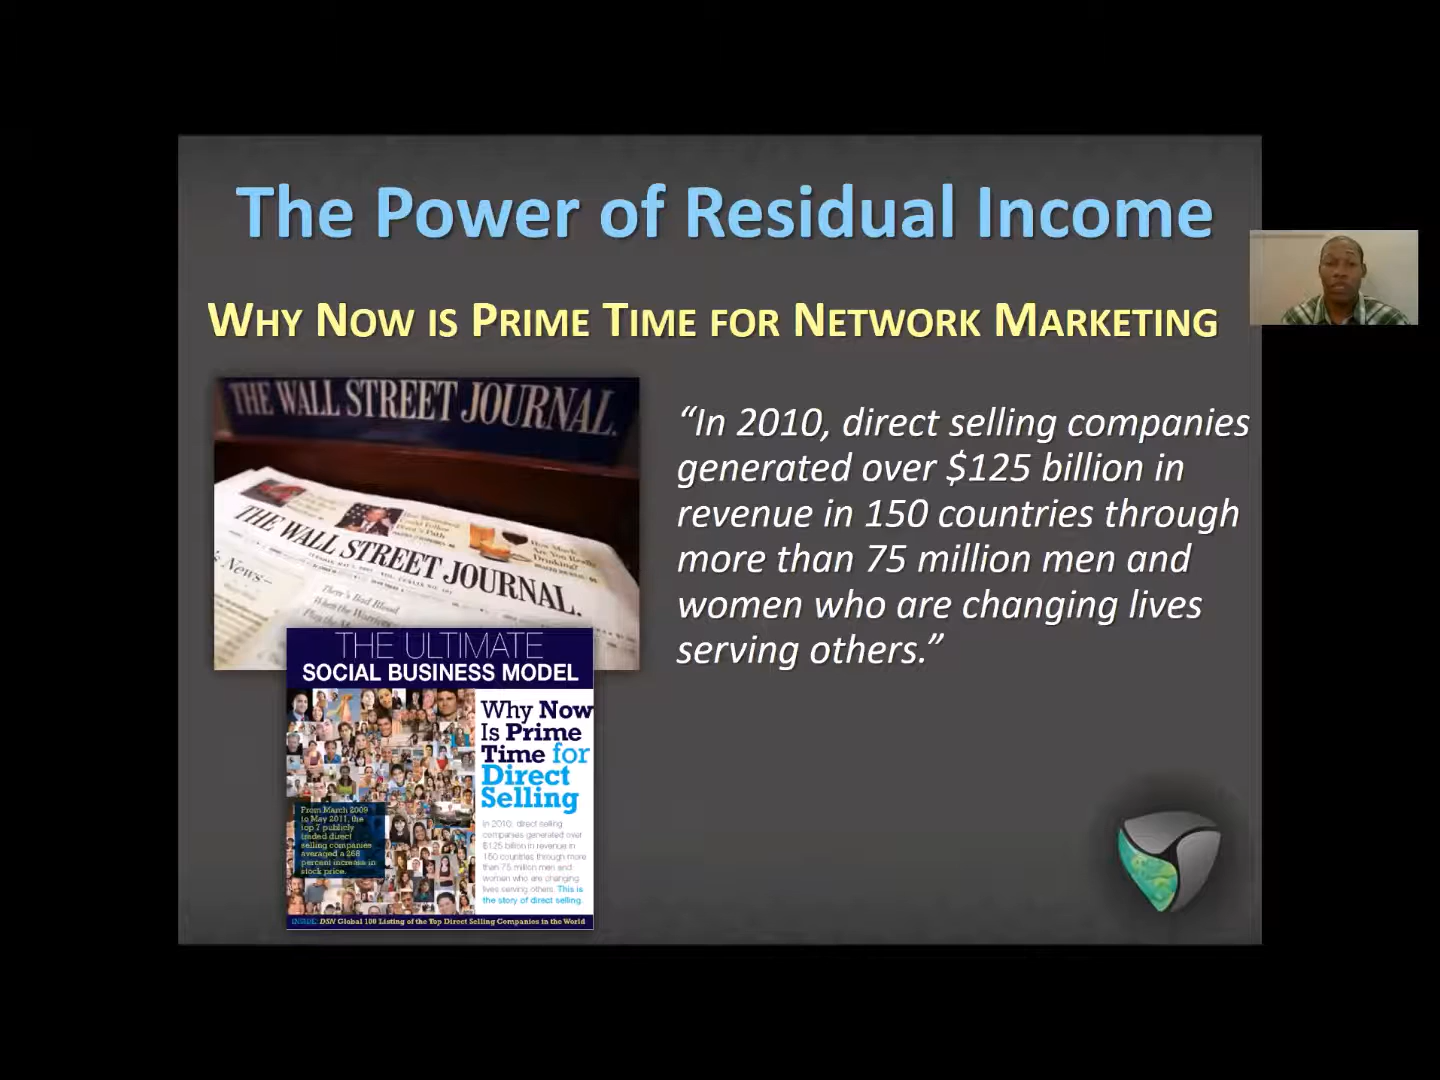 The Power of Residual Income
WHY NOW IS PRIME TIME FOR NETWORK MARKETING
THE WALL STREET JOURNAL.
THE WALL STREET JOURNAL.
“In 2010, direct selling companies
generated over $125 billion in
revenue in 150 countries through
more than 75 million men and
women who are changing lives
serving others.”
THE ULTIMATE
SOCIAL BUSINESS MODEL
Why Now
Is Prime
Time for
Direct
Selling
From March 2009
to May 2011, the
top 7 publicly
traded direct
selling companies
averaged a 268
percent increase in
stock price.
In 2010, direct selling
companies generated over
$125 billion in revenue in
150 countries through more
than 75 million men and
women who are changing
lives serving others. This is
the story of direct selling.
INSIDE: DSN Global 100 Listing of the Top Direct Selling Companies in the World